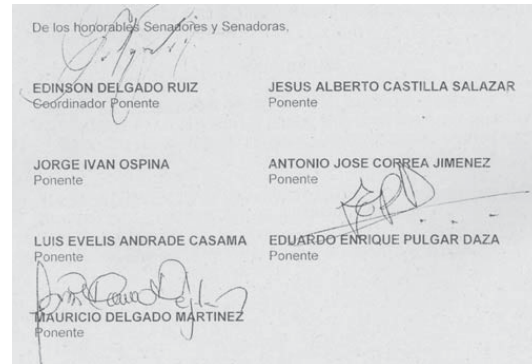 De los honorables Senadores y Senadoras,
EDINSON DELGADO RUIZ
Coordinador Ponente
JESUS ALBERTO CASTILLA SALAZAR
Ponente
JORGE IVAN OSPINA
Ponente
ANTONIO JOSE CORREA JIMENEZ
Ponente
LUIS EVELIS ANDRADE CASAMA
Ponente
EDUARDO ENRIQUE PULGAR DAZA
Ponente
MAURICIO DELGADO MARTINEZ
Ponente